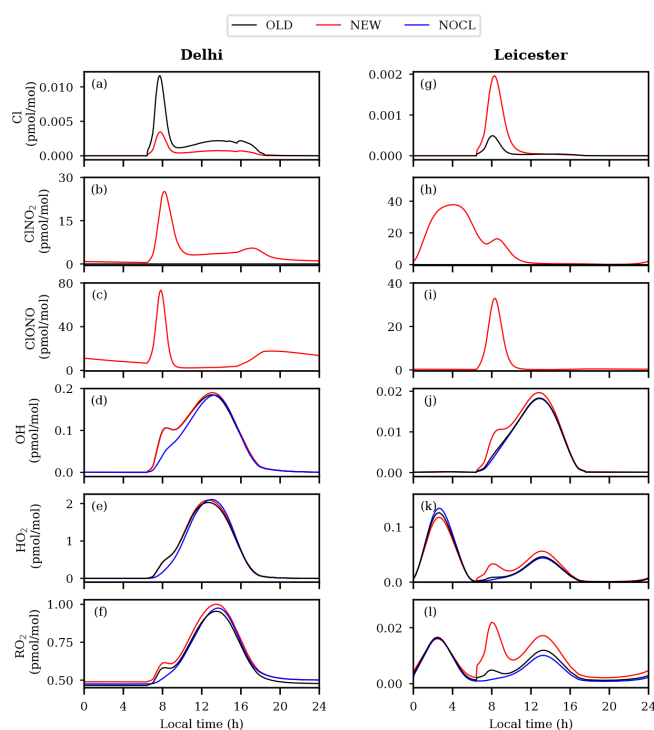 OLD NEW NOCL
Delhi Leicester
(a) (g)
Cl
(pmol/mol)
0.010
0.005
0.000
0.002
0.001
0.000
(b) (h)
ClNO₂
(pmol/mol)
30
15
0
40
20
0
(c) (i)
ClONO
(pmol/mol)
80
40
0
40
20
0
(d) (j)
OH
(pmol/mol)
0.2
0.1
0.0
0.02
0.01
0.00
(e) (k)
HO₂
(pmol/mol)
2
1
0
0.1
0.0
(f) (l)
RO₂
(pmol/mol)
1.00
0.75
0.50
0.02
0.00
0 4 8 12 16 20 24 0 4 8 12 16 20 24
Local time (h) Local time (h)